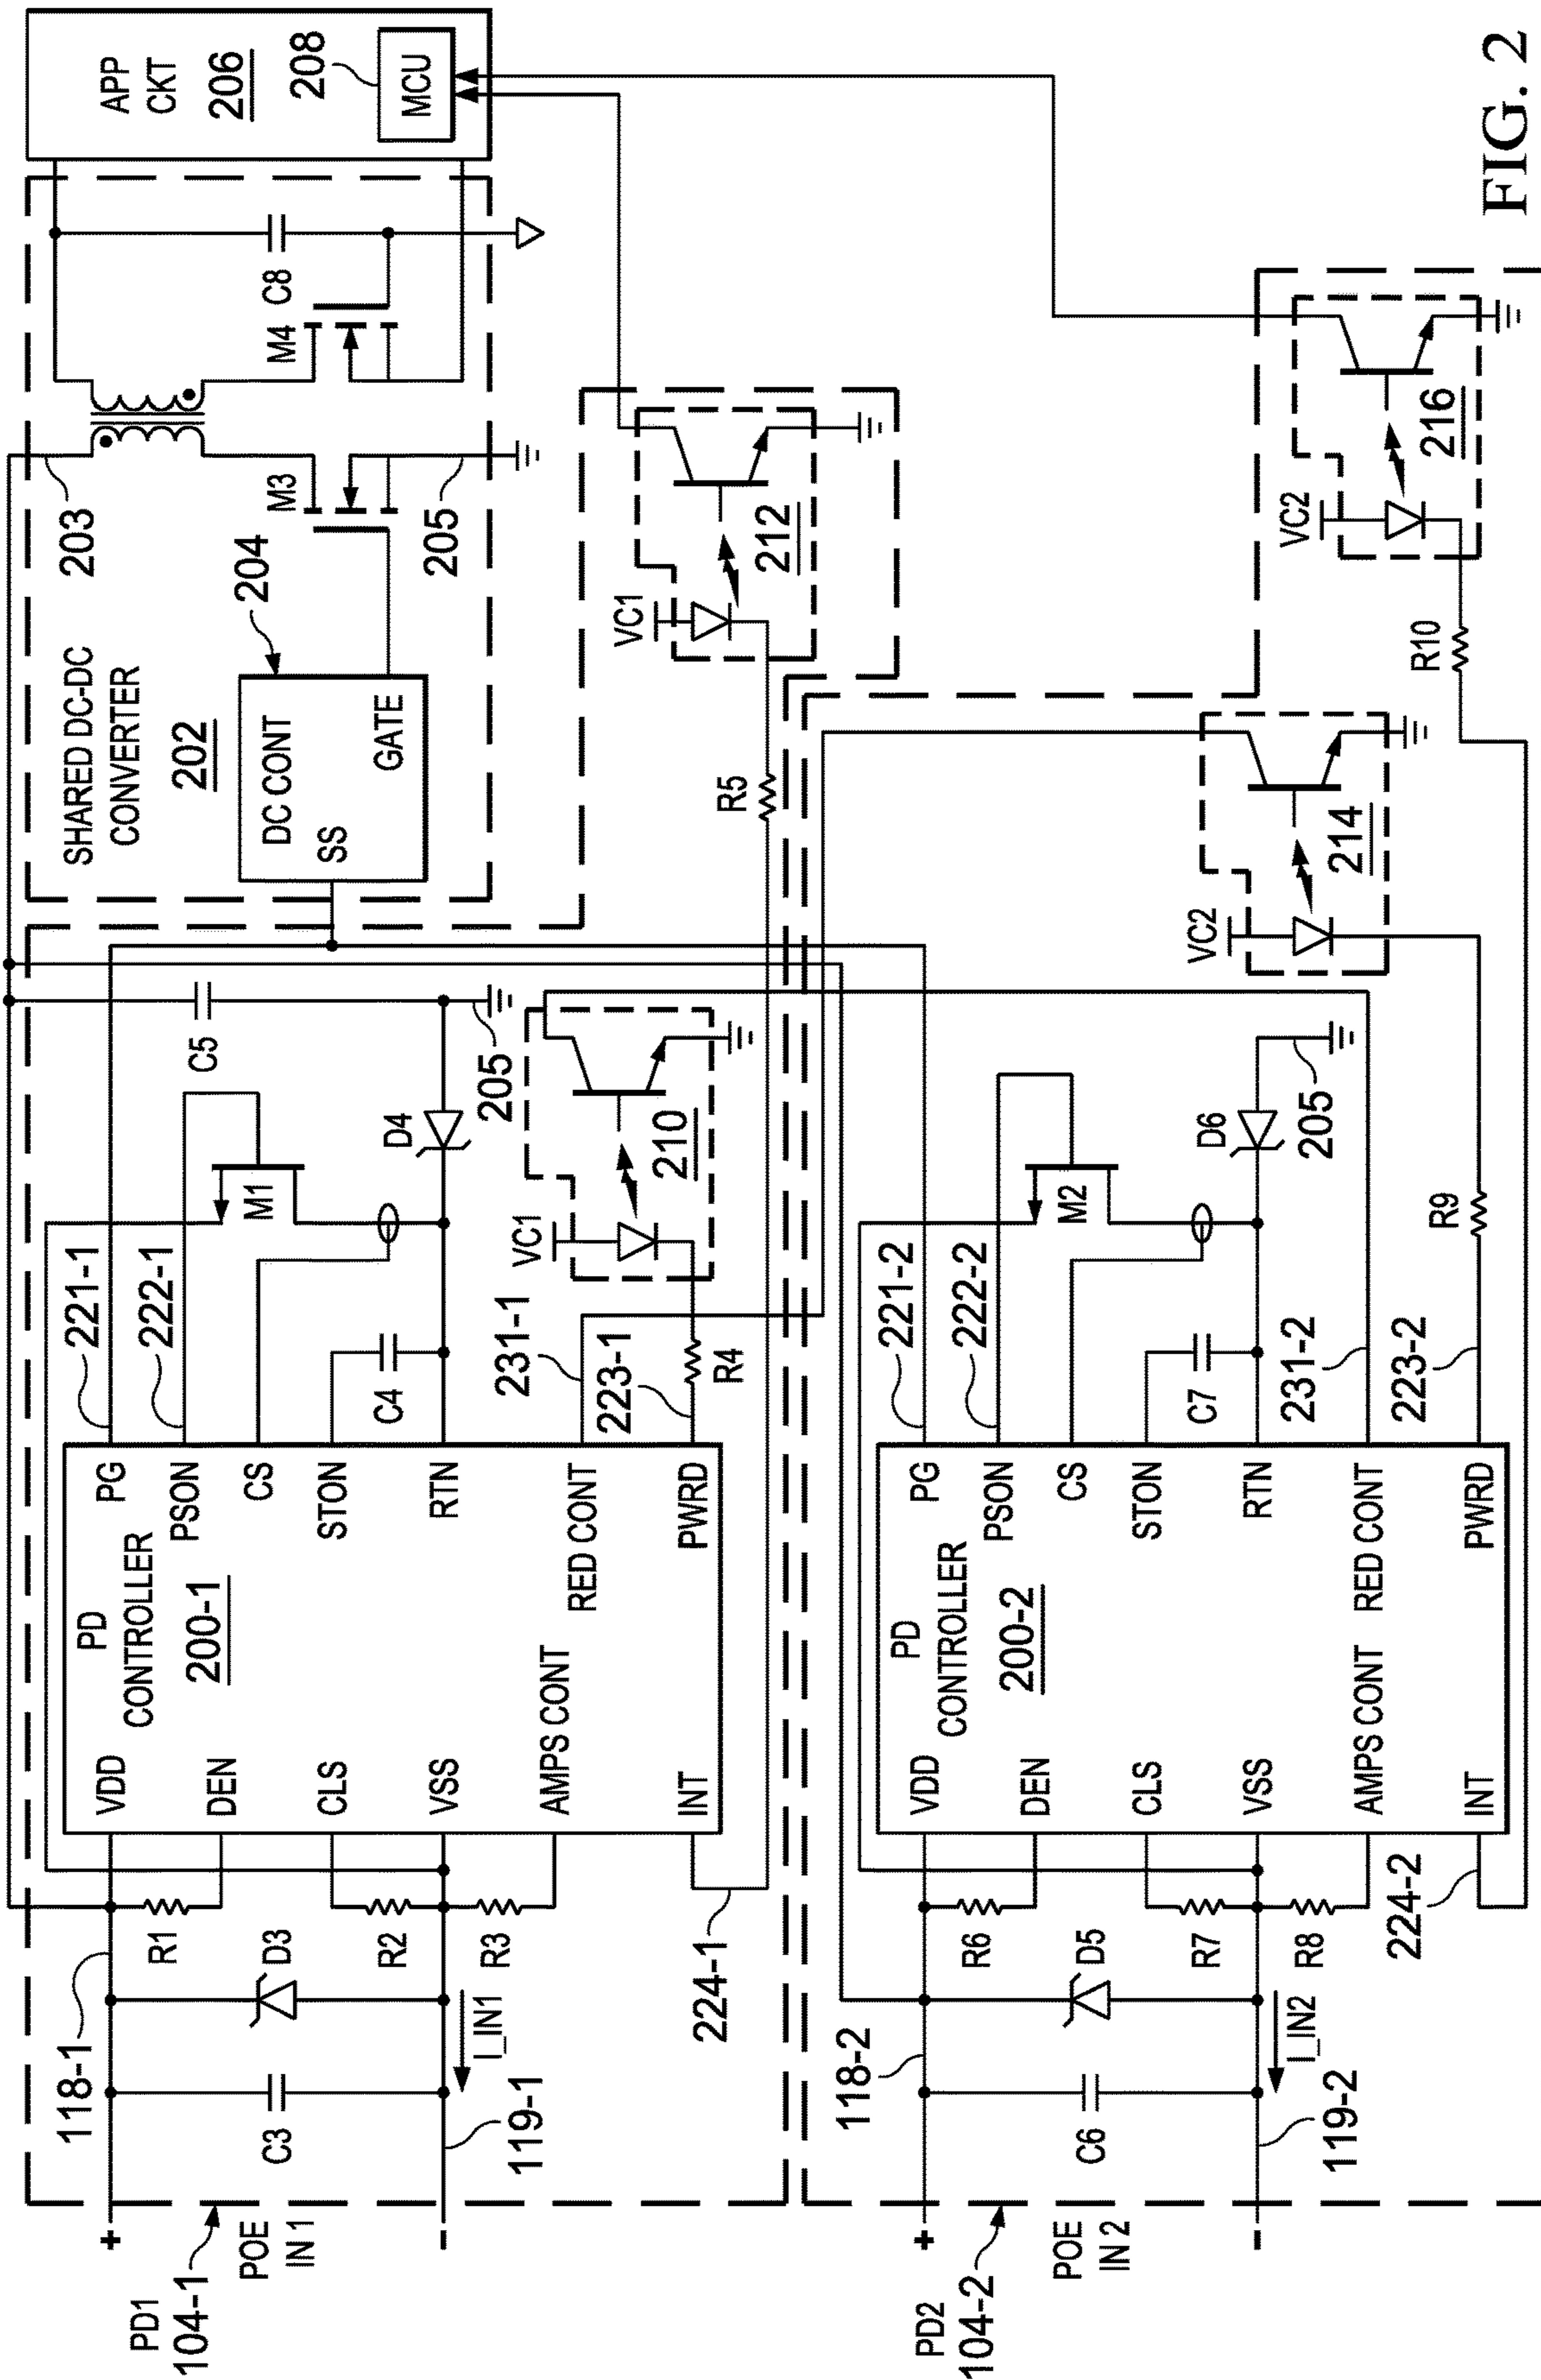 PD1
104-1
POE
IN 1
+
-
118-1
119-1
C3
D3
I_IN1
R1
R2
R3
224-1
PD
CONTROLLER
200-1
VDD
DEN
CLS
VSS
AMPS CONT
INT
PG
PSON
CS
STON
RTN
RED CONT
PWRD
221-1
222-1
M1
C4
D4
C5
205
231-1
223-1
R4
VC1
210
R5
VC1
212
SHARED DC-DC
CONVERTER
202
DC CONT
SS
GATE
204
203
M3
205
M4
C8
APP
CKT
206
208
MCU
PD2
104-2
POE
IN 2
+
-
118-2
119-2
C6
D5
I_IN2
R6
R7
R8
224-2
PD
CONTROLLER
200-2
VDD
DEN
CLS
VSS
AMPS CONT
INT
PG
PSON
CS
STON
RTN
RED CONT
PWRD
221-2
222-2
M2
C7
D6
205
231-2
223-2
R9
VC2
214
R10
VC2
216
FIG. 2